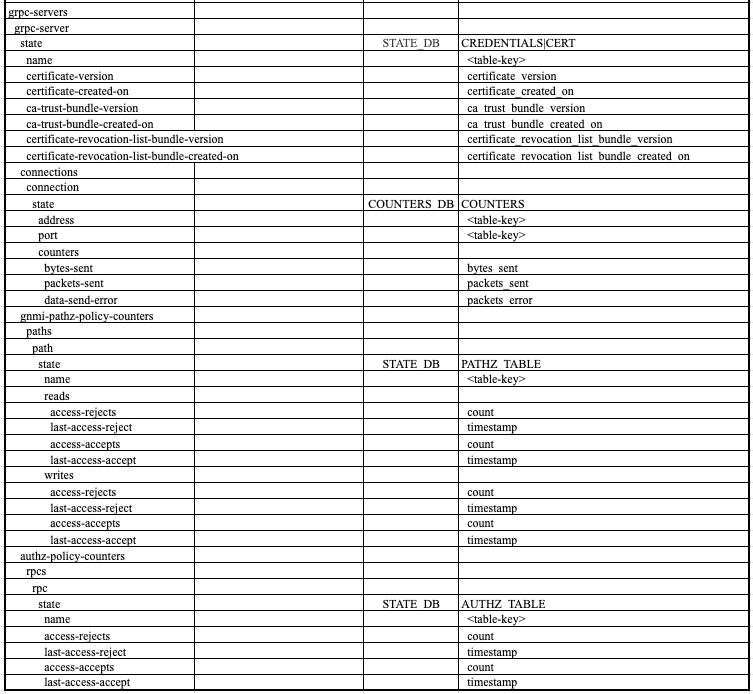 grpc-servers
grpc-server
state STATE_DB CREDENTIALS|CERT
name <table-key>
certificate-version certificate_version
certificate-created-on certificate_created_on
ca-trust-bundle-version ca_trust_bundle_version
ca-trust-bundle-created-on ca_trust_bundle_created_on
certificate-revocation-list-bundle-version certificate_revocation_list_bundle_version
certificate-revocation-list-bundle-created-on certificate_revocation_list_bundle_created_on
connections
connection
state COUNTERS_DB COUNTERS
address <table-key>
port <table-key>
counters
bytes-sent bytes_sent
packets-sent packets_sent
data-send-error packets_error
gnmi-pathz-policy-counters
paths
path
state STATE_DB PATHZ_TABLE
name <table-key>
reads
access-rejects count
last-access-reject timestamp
access-accepts count
last-access-accept timestamp
writes
access-rejects count
last-access-reject timestamp
access-accepts count
last-access-accept timestamp
authz-policy-counters
rpcs
rpc
state STATE_DB AUTHZ_TABLE
name <table-key>
access-rejects count
last-access-reject timestamp
access-accepts count
last-access-accept timestamp